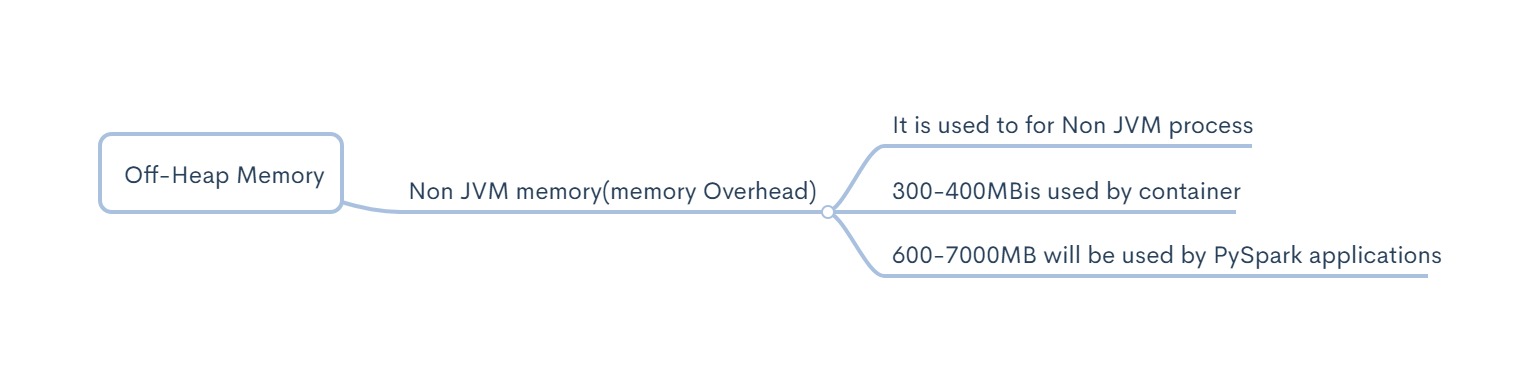 Off-Heap Memory
Non JVM memory(memory Overhead)
It is used to for Non JVM process
300-400MBis used by container
600-7000MB will be used by PySpark applications